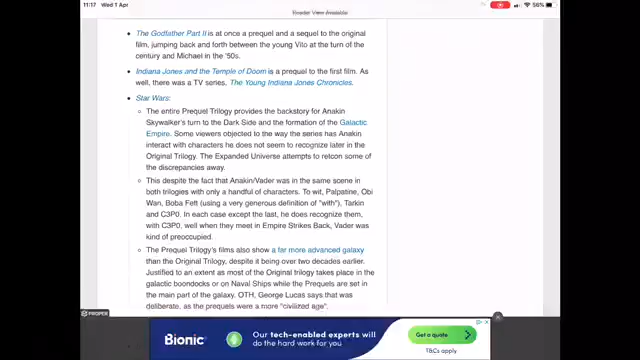 11:17 Wed 1 Apr
56%
Reader View Available
• The Godfather Part II is at once a prequel and a sequel to the original
film, jumping back and forth between the young Vito at the turn of the
century and Michael in the '50s.
• Indiana Jones and the Temple of Doom is a prequel to the first film. As
well, there was a TV series, The Young Indiana Jones Chronicles.
• Star Wars:
The entire Prequel Trilogy provides the backstory for Anakin
Skywalker's turn to the Dark Side and the formation of the Galactic
Empire. Some viewers objected to the way the series has Anakin
interact with characters he does not seem to recognize later in the
Original Trilogy. The Expanded Universe attempts to retcon some of
the discrepancies away.
This despite the fact that Anakin/Vader was in the same scene in
both trilogies with only a handful of characters. To wit, Palpatine, Obi
Wan, Boba Fett (using a very generous definition of "with"), Tarkin
and C3P0. In each case except the last, he does recognize them,
with C3P0, well when they meet in Empire Strikes Back, Vader was
kind of preoccupied.
The Prequel Trilogy's films also show a far more advanced galaxy
than the Original Trilogy, despite it being over two decades earlier.
Justified to an extent as most of the Original trilogy takes place in the
galactic boondocks or on Naval Ships while the Prequels are set in
the main part of the galaxy. OTH, George Lucas says that was
deliberate, as the prequels were a more "civilized age".
PROPER
Bionic
Our tech-enabled experts will
do the hard work for you
Get a quote
T&Cs apply